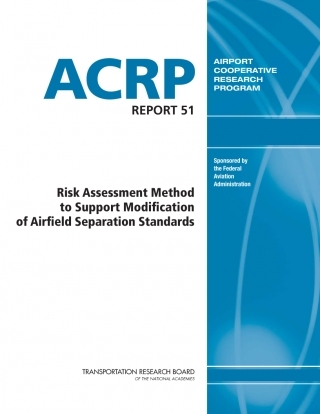 ACRP
REPORT 51
AIRPORT
COOPERATIVE
RESEARCH
PROGRAM
Sponsored by
the Federal
Aviation
Administration
Risk Assessment Method
to Support Modification
of Airfield Separation Standards
TRANSPORTATION RESEARCH BOARD
OF THE NATIONAL ACADEMIES